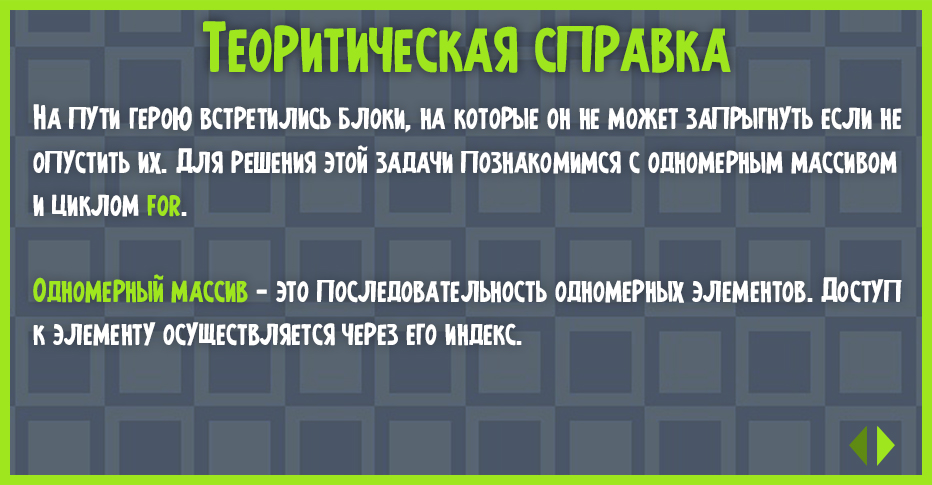 Теоритическая справка
На пути герою встретились блоки, на которые он не может запрыгнуть если не
опустить их. Для решения этой задачи познакомимся с одномерным массивом
и циклом for.
Одномерный массив – это последовательность одномерных элементов. Доступ
к элементу осуществляется через его индекс.